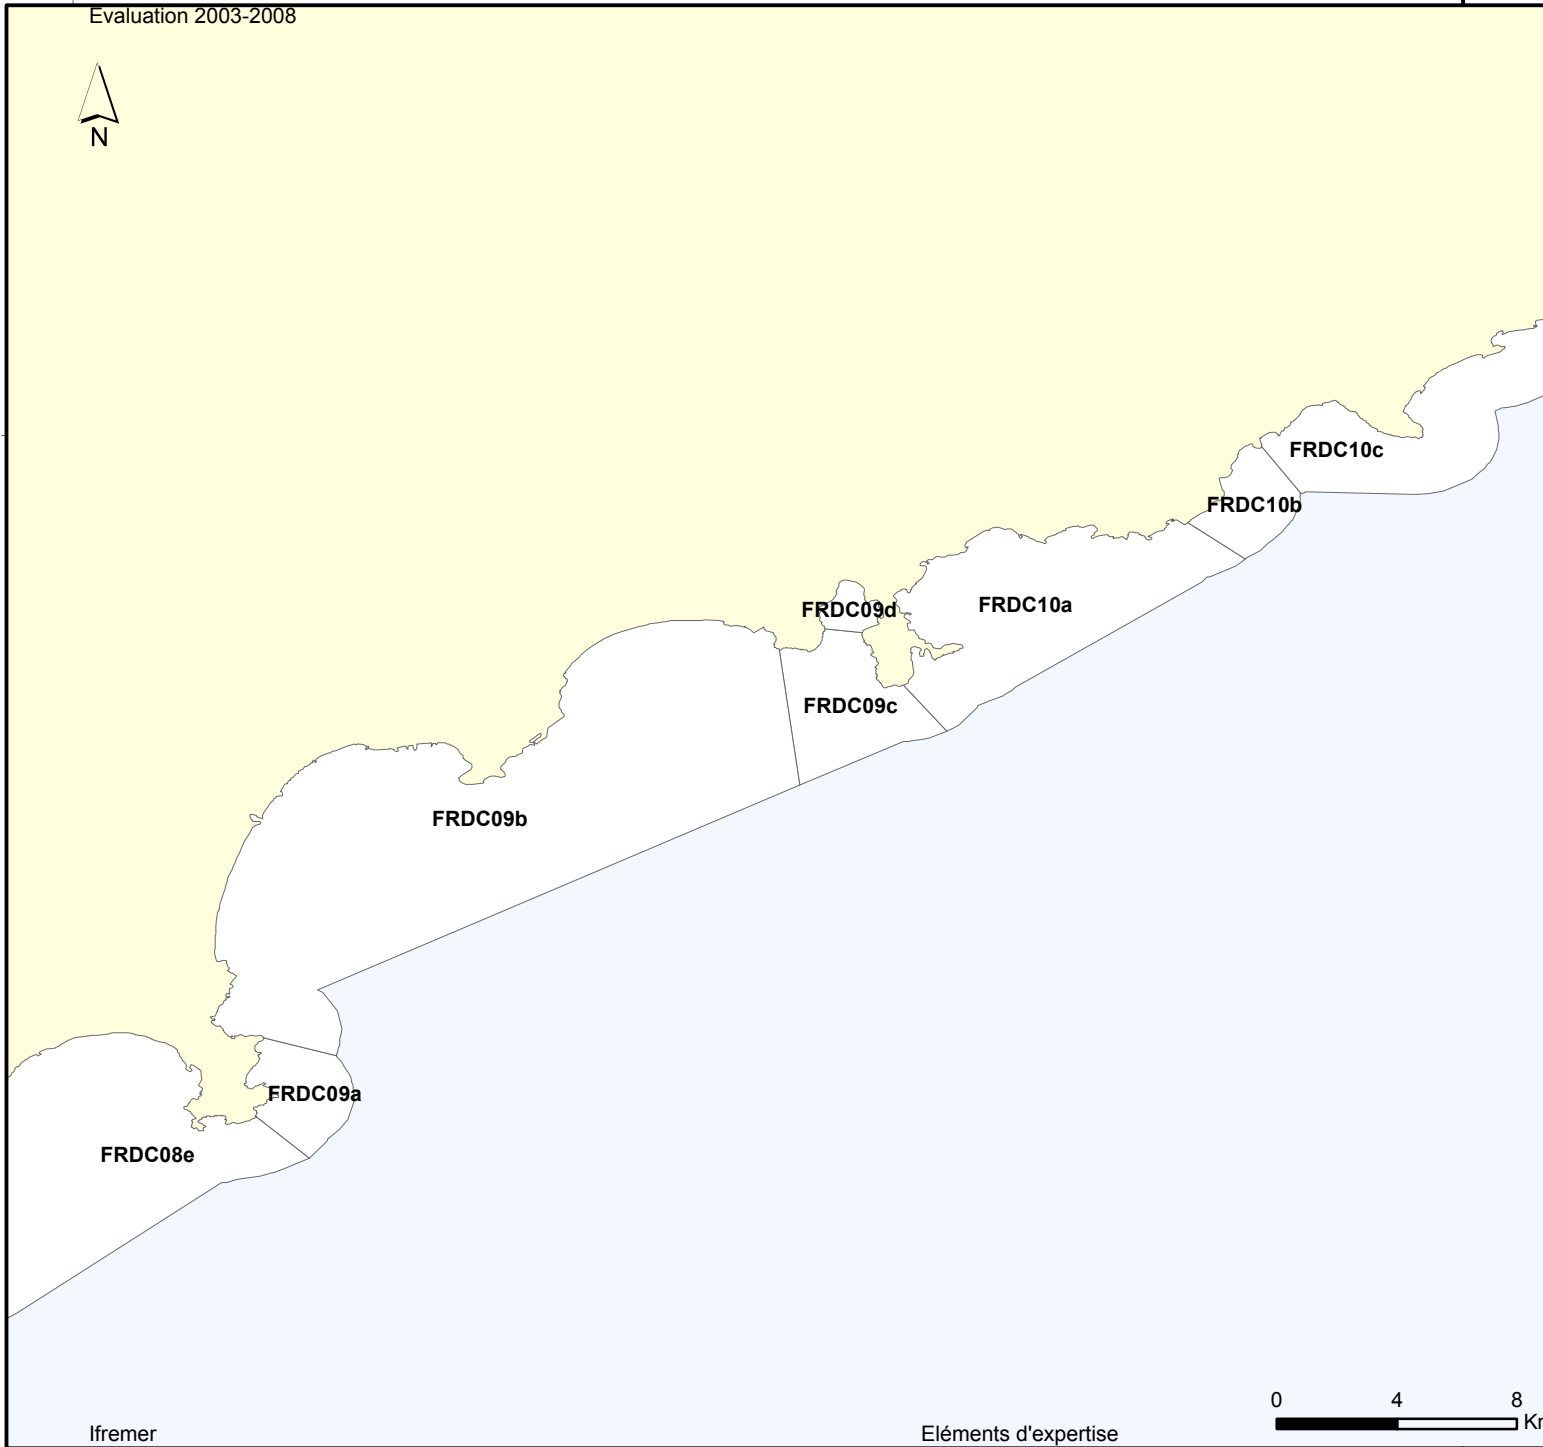 Evaluation 2003-2008
N
FRDC10c
FRDC10b
FRDC09d
FRDC10a
FRDC09c
FRDC09b
FRDC09a
FRDC08e
0 4 8
Ifremer
Eléments d'expertise